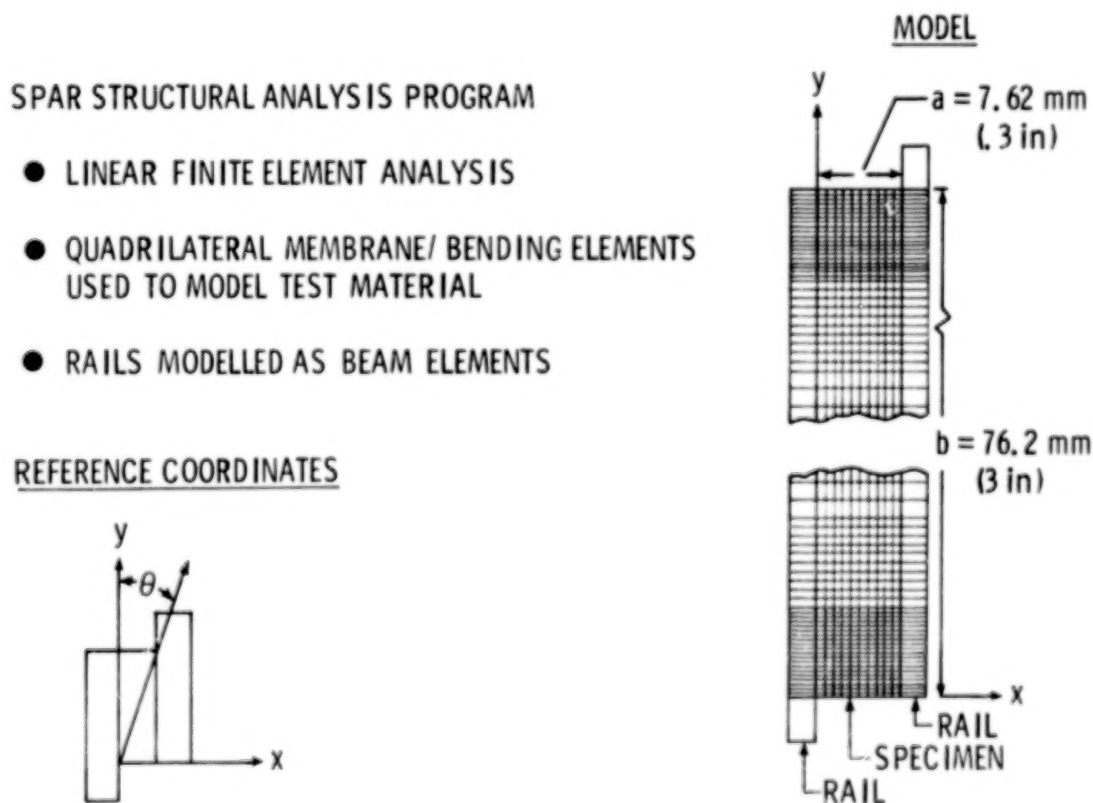 SPAR STRUCTURAL ANALYSIS PROGRAM
● LINEAR FINITE ELEMENT ANALYSIS
● QUADRILATERAL MEMBRANE/ BENDING ELEMENTS
USED TO MODEL TEST MATERIAL
● RAILS MODELLED AS BEAM ELEMENTS
REFERENCE COORDINATES
y
θ
x
MODEL
y
a = 7.62 mm
(.3 in)
b = 76.2 mm
(3 in)
x
RAIL
SPECIMEN
RAIL